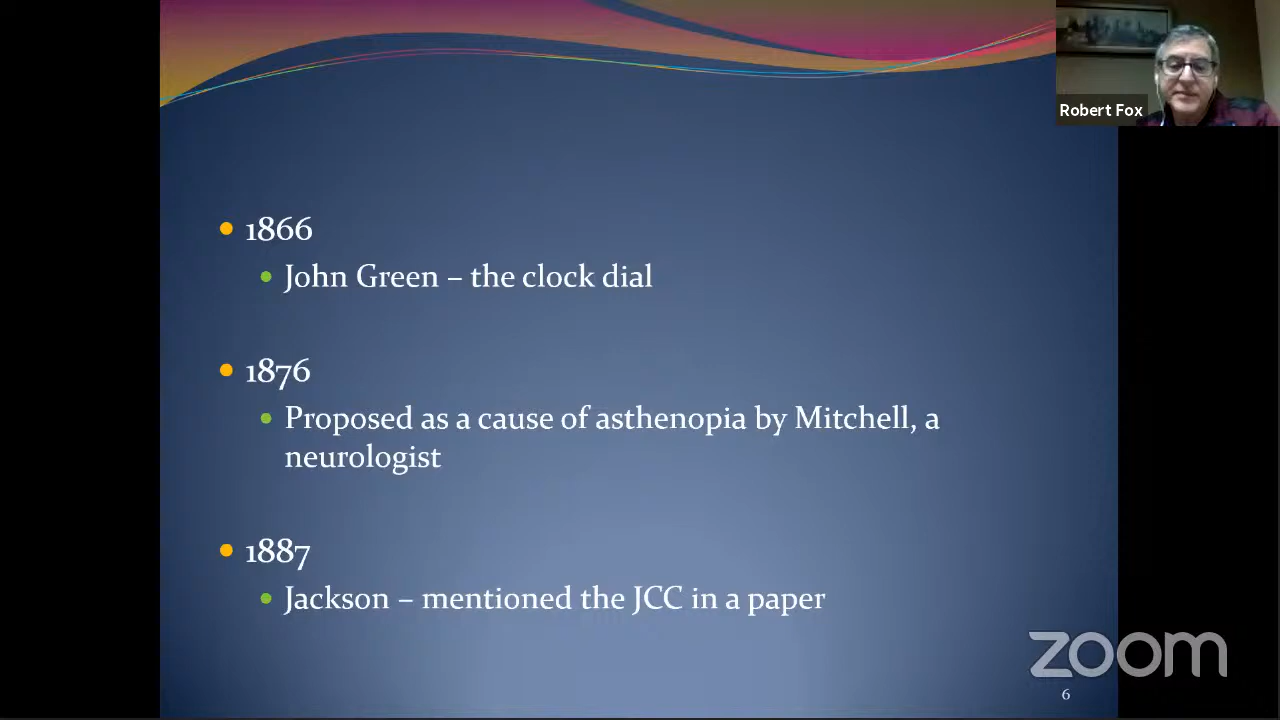 Robert Fox
1866
John Green – the clock dial
1876
Proposed as a cause of asthenopia by Mitchell, a
neurologist
1887
Jackson – mentioned the JCC in a paper
zoom
6